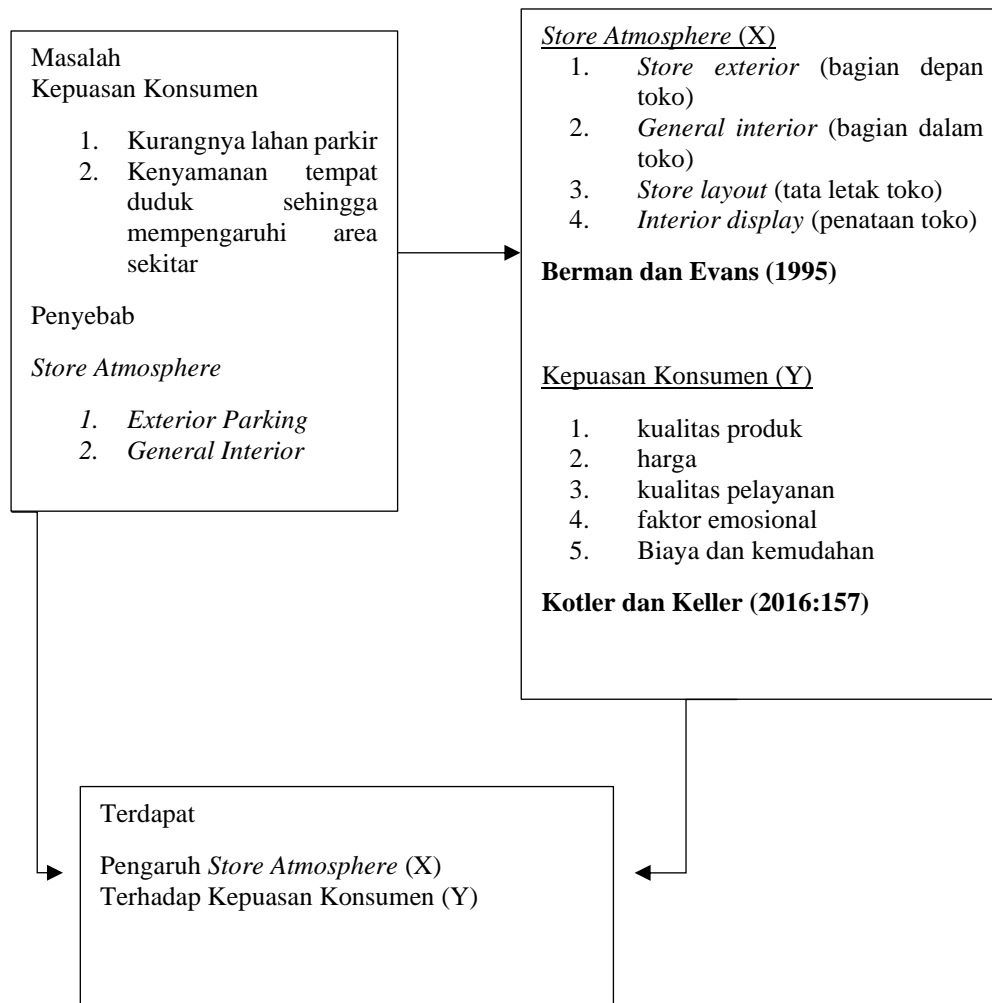 Masalah
Kepuasan Konsumen
1. Kurangnya lahan parkir
2. Kenyamanan tempat
duduk sehingga
mempengaruhi area
sekitar
Penyebab
Store Atmosphere
1. Exterior Parking
2. General Interior
Store Atmosphere (X)
1. Store exterior (bagian depan
toko)
2. General interior (bagian dalam
toko)
3. Store layout (tata letak toko)
4. Interior display (penataan toko)
Berman dan Evans (1995)
Kepuasan Konsumen (Y)
1. kualitas produk
2. harga
3. kualitas pelayanan
4. faktor emosional
5. Biaya dan kemudahan
Kotler dan Keller (2016:157)
Terdapat
Pengaruh Store Atmosphere (X)
Terhadap Kepuasan Konsumen (Y)